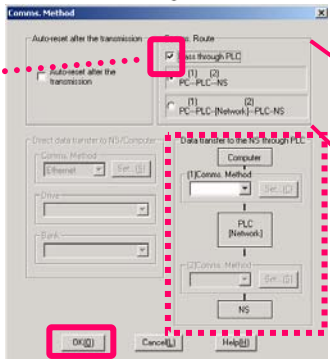 Comms. Method
Auto-reset after the transmission
Auto-reset after the
transmission
Comms. Route
Pass through PLC
(1) (2)
PC--PLC--NS
(1) (2)
PC--PLC-[Network]--PLC-NS
Direct data transfer to NS/Computer
Comms. Method
Ethernet
Set...(S)
Drive
Bank
Data transfer to the NS through PLC
Computer
(1)Comms. Method
Set...(C)
PLC
[Network]
(2)Comms. Method
Set...(S)
NS
OK(O)
Cancel(L)
Help(H)